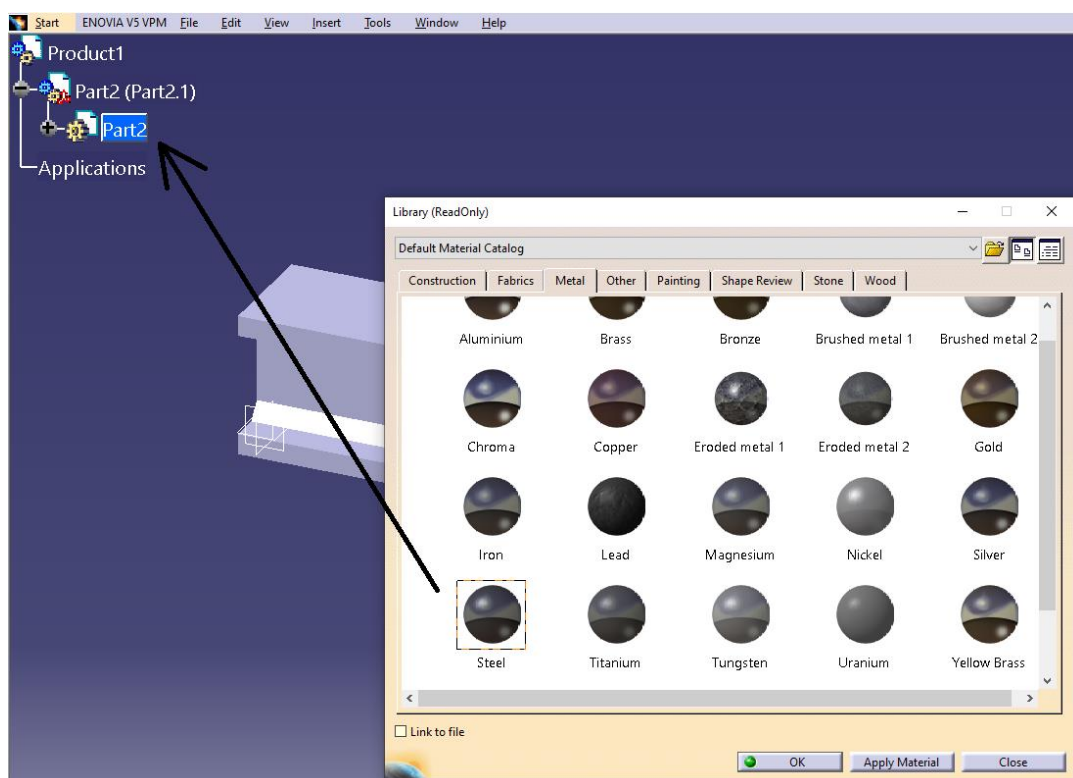 Start ENOVIA V5 VPM File Edit View Insert Tools Window Help
Product1
Part2 (Part2.1)
Part2
Applications
Library (ReadOnly)
Default Material Catalog
Construction Fabrics Metal Other Painting Shape Review Stone Wood
Aluminium Brass Bronze Brushed metal 1 Brushed metal 2
Chroma Copper Eroded metal 1 Eroded metal 2 Gold
Iron Lead Magnesium Nickel Silver
Steel Titanium Tungsten Uranium Yellow Brass
Link to file
OK Apply Material Close